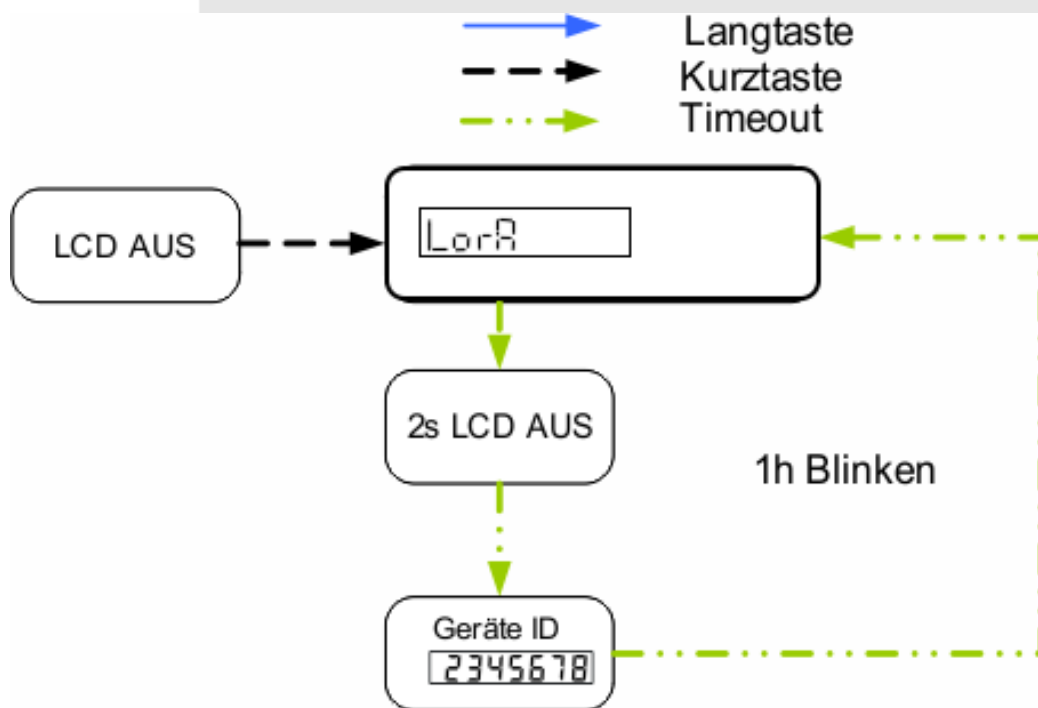 Langtaste
Kurztaste
Timeout
LCD AUS
LorA
2s LCD AUS
1h Blinken
Geräte ID
2345678